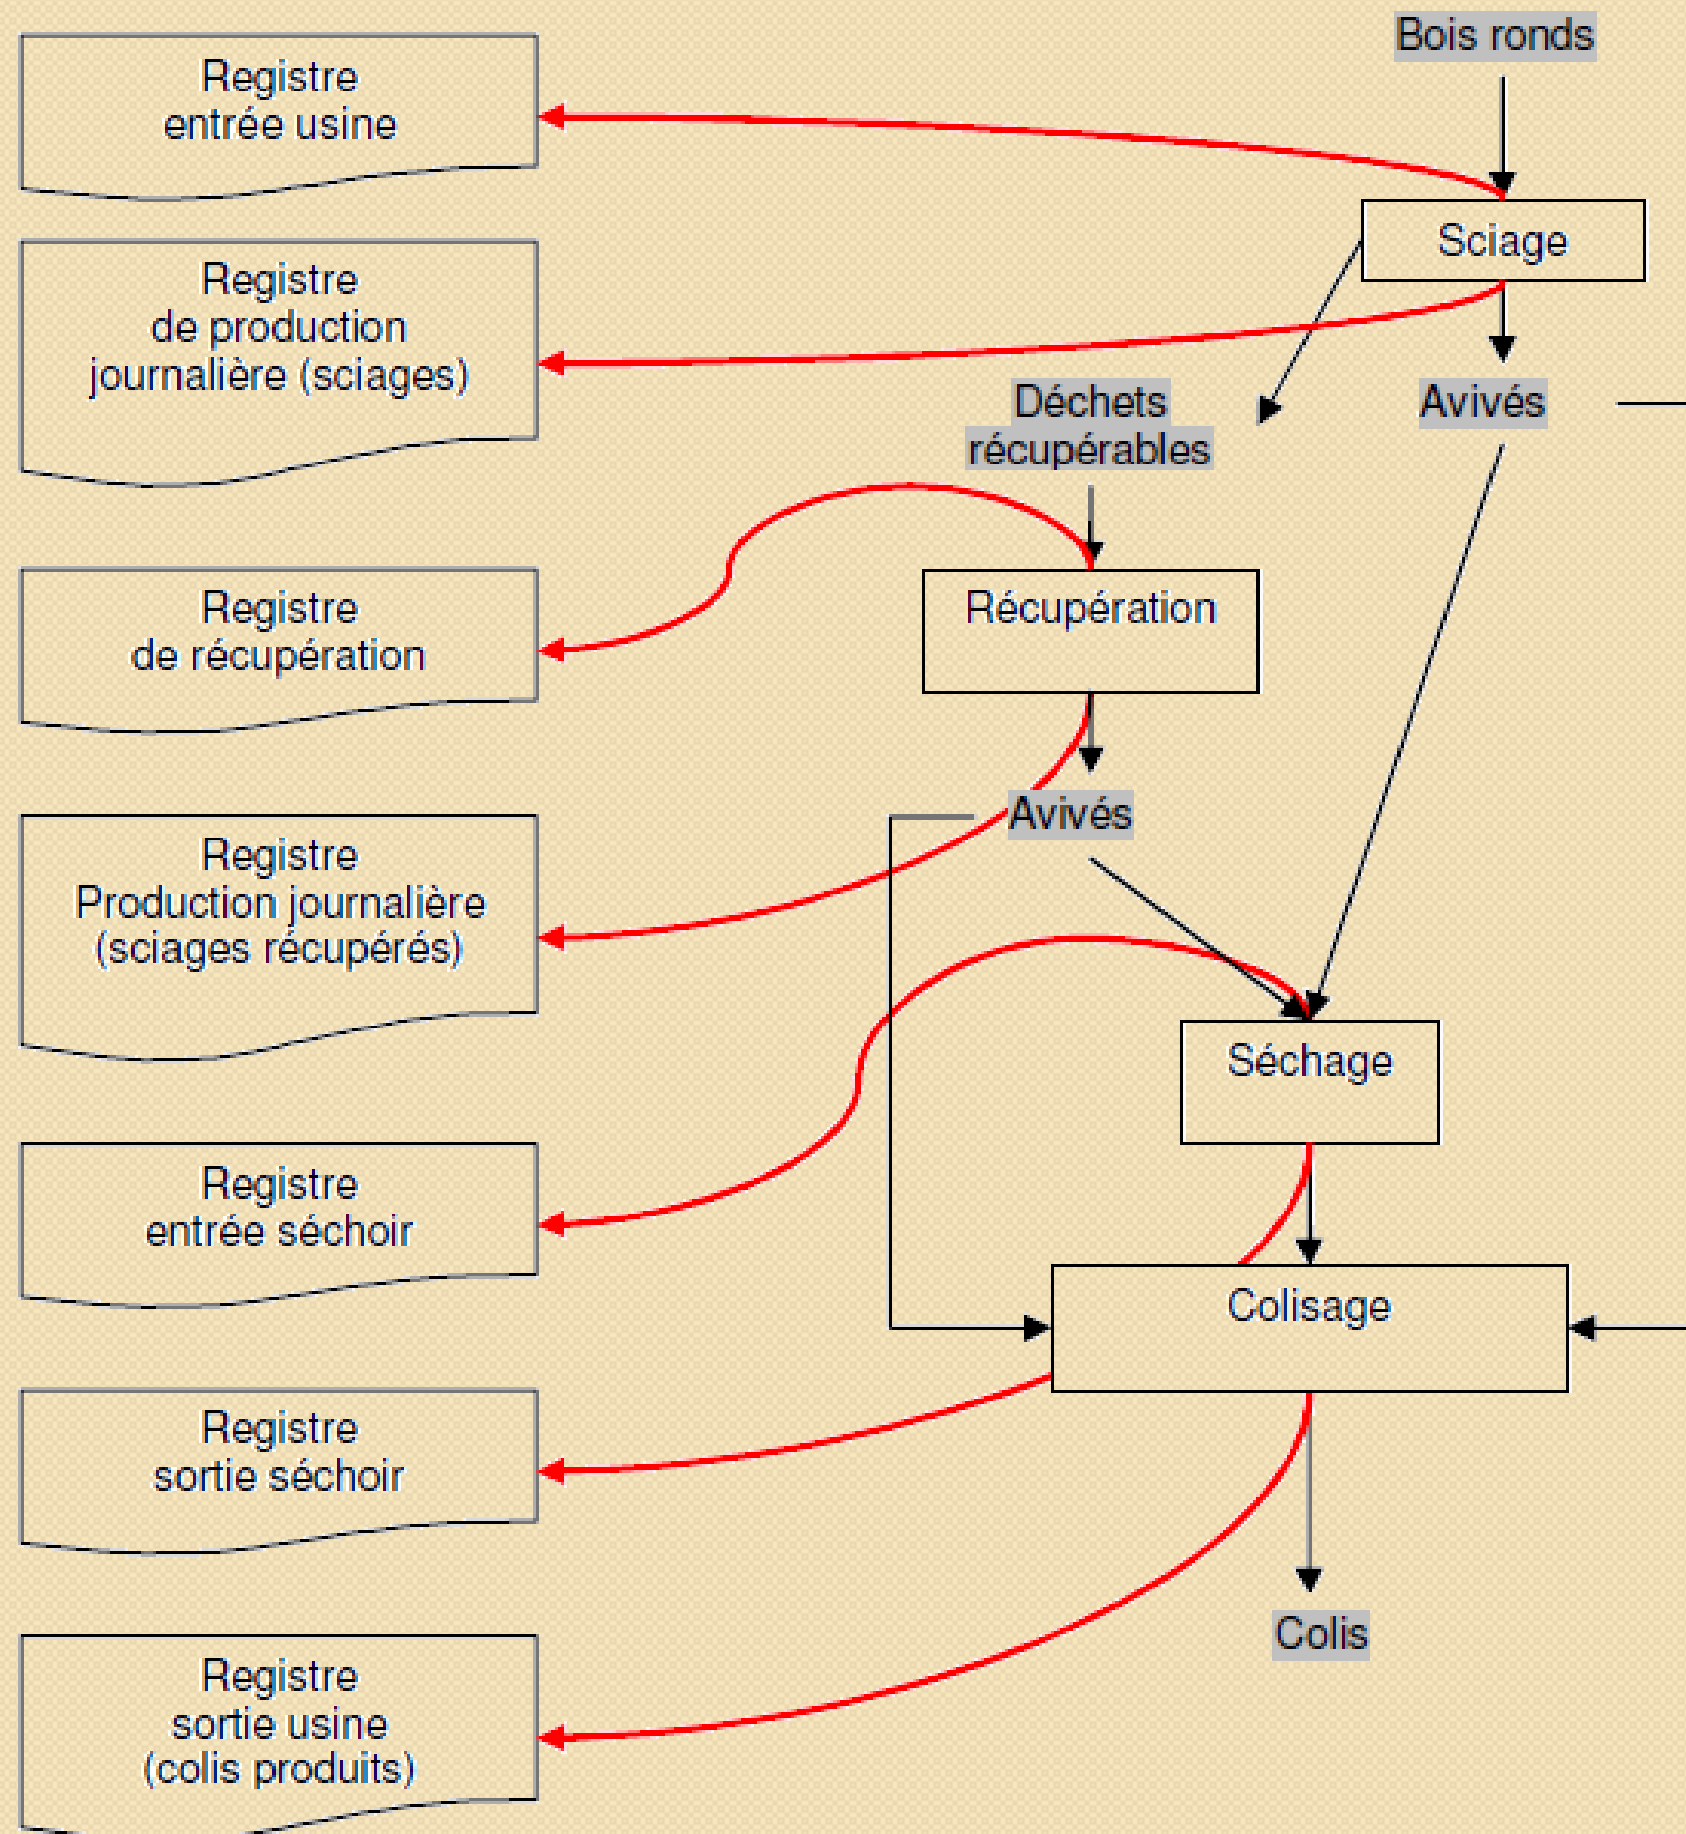 Bois ronds
Registre
entrée usine
Sciage
Registre
de production
journalière (sciages)
Déchets
récupérables
Avivés
Registre
de récupération
Récupération
Avivés
Registre
Production journalière
(sciages récupérés)
Séchage
Registre
entrée séchoir
Colisage
Registre
sortie séchoir
Colis
Registre
sortie usine
(colis produits)